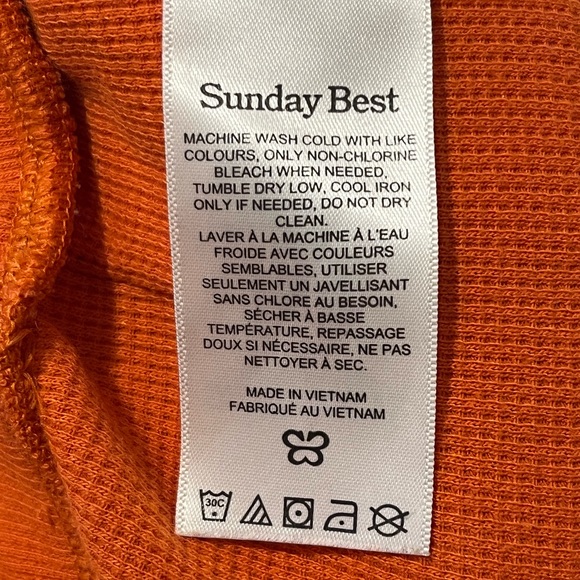 Sunday Best
MACHINE WASH COLD WITH LIKE
COLOURS, ONLY NON-CHLORINE
BLEACH WHEN NEEDED,
TUMBLE DRY LOW, COOL IRON
ONLY IF NEEDED, DO NOT DRY
CLEAN.
LAVER À LA MACHINE À L'EAU
FROIDE AVEC COULEURS
SEMBLABLES, UTILISER
SEULEMENT UN JAVELLISANT
SANS CHLORE AU BESOIN,
SÉCHER À BASSE
TEMPÉRATURE, REPASSAGE
DOUX SI NÉCESSAIRE, NE PAS
NETTOYER À SEC.
MADE IN VIETNAM
FABRIQUÉ AU VIETNAM
30C